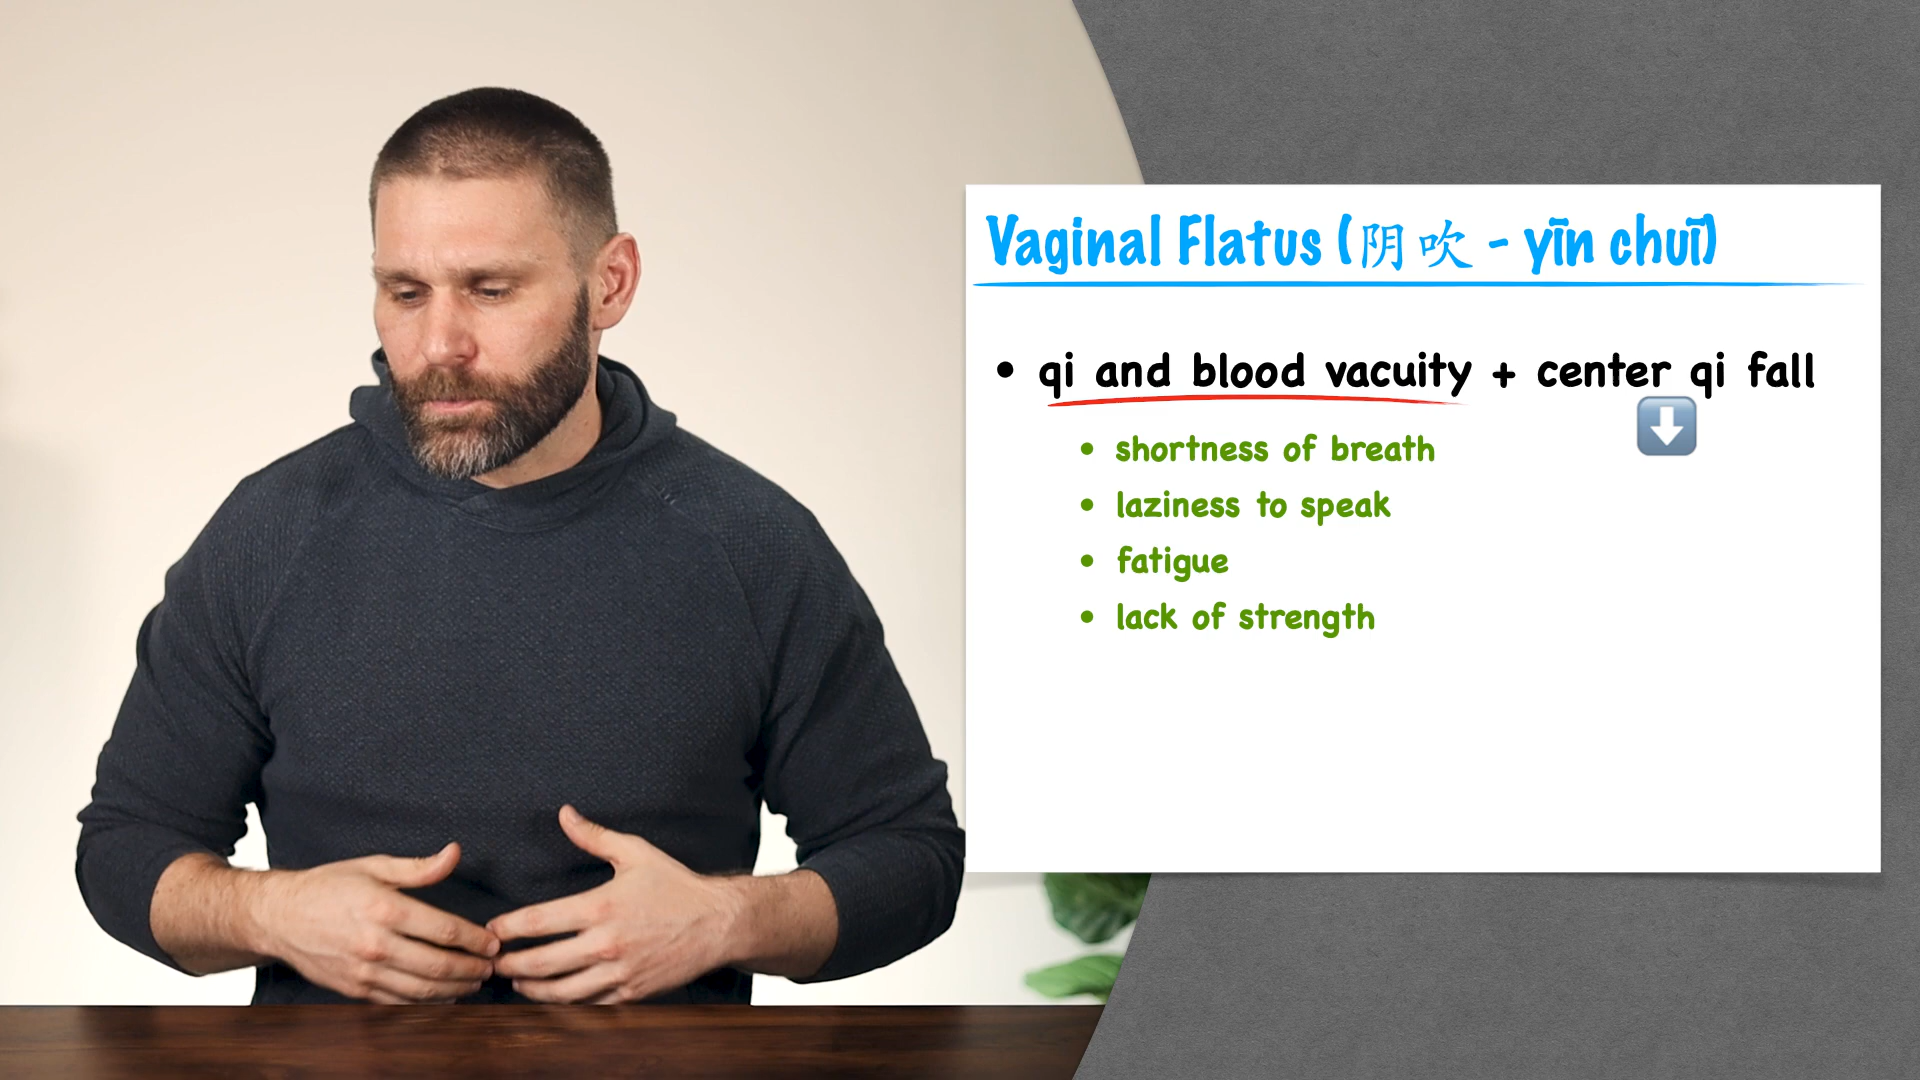 Vaginal Flatus (阴吹 - yīn chuī)
• qi and blood vacuity + center qi fall
• shortness of breath
• laziness to speak
• fatigue
• lack of strength